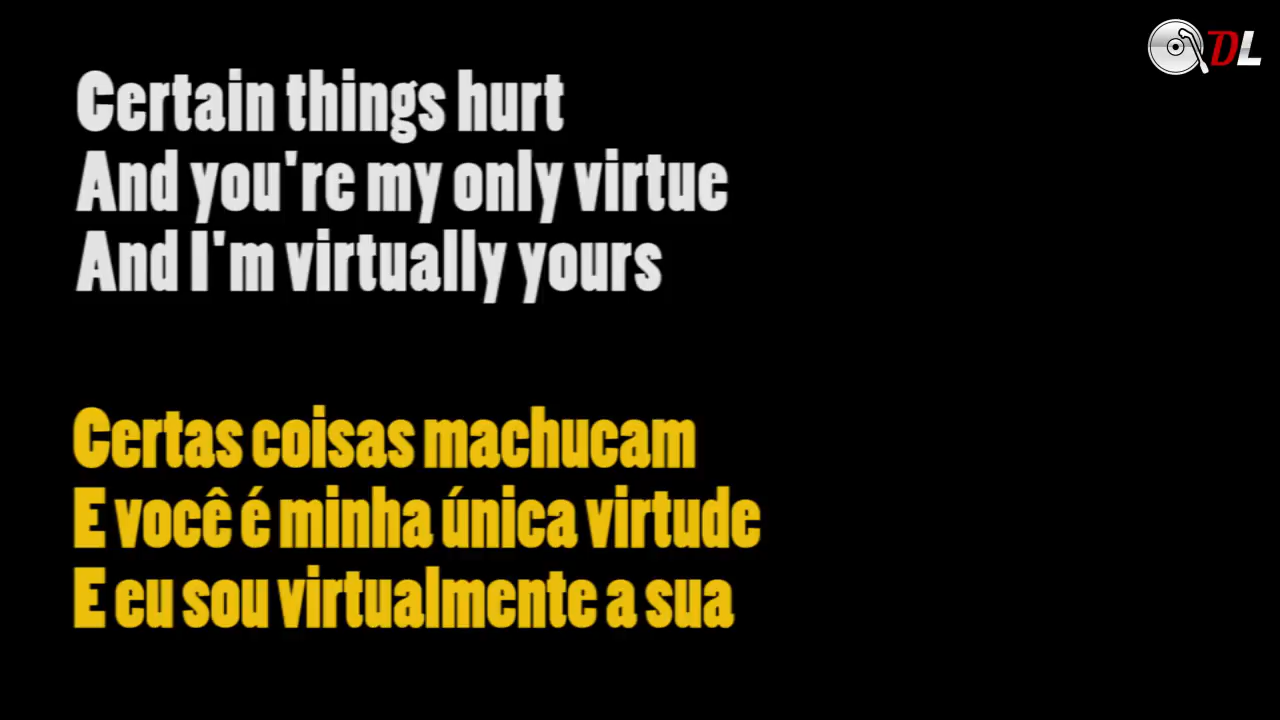 DL
Certain things hurt
And you're my only virtue
And I'm virtually yours
Certas coisas machucam
E você é minha única virtude
E eu sou virtualmente a sua